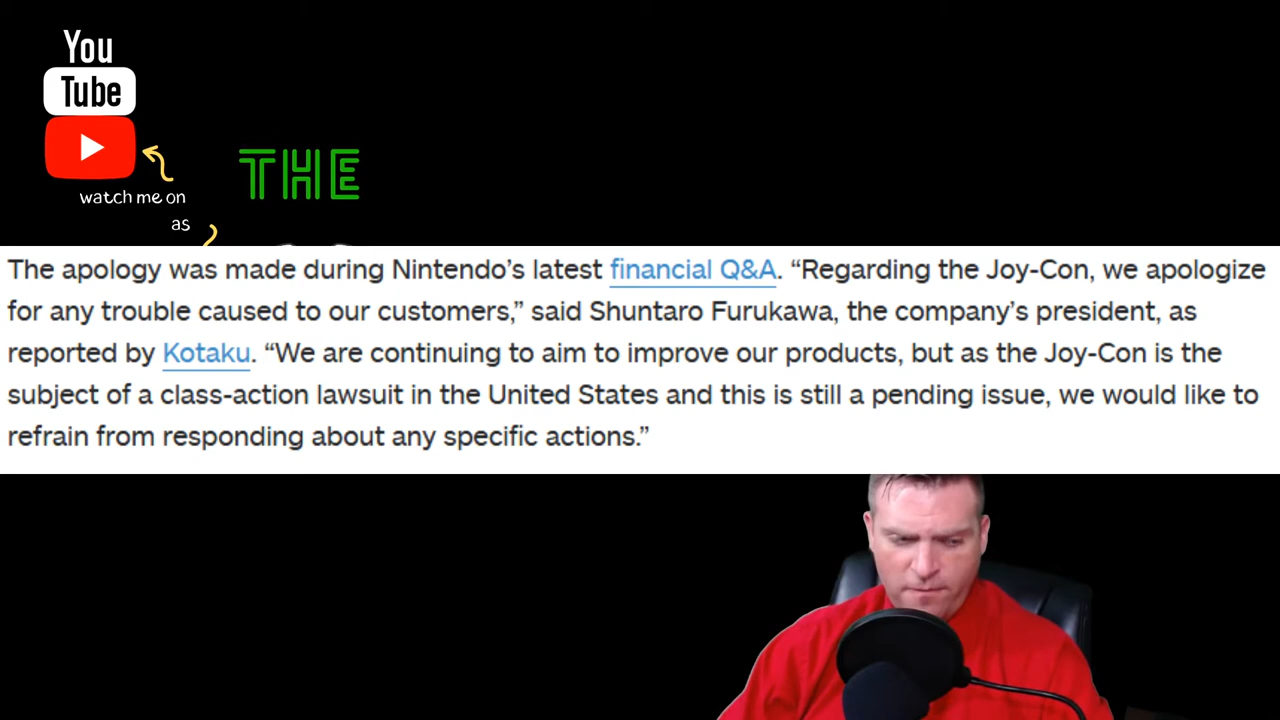 You
Tube
watch me on
as
THE
The apology was made during Nintendo’s latest financial Q&A. “Regarding the Joy-Con, we apologize
for any trouble caused to our customers,” said Shuntaro Furukawa, the company’s president, as
reported by Kotaku. “We are continuing to aim to improve our products, but as the Joy-Con is the
subject of a class-action lawsuit in the United States and this is still a pending issue, we would like to
refrain from responding about any specific actions.”